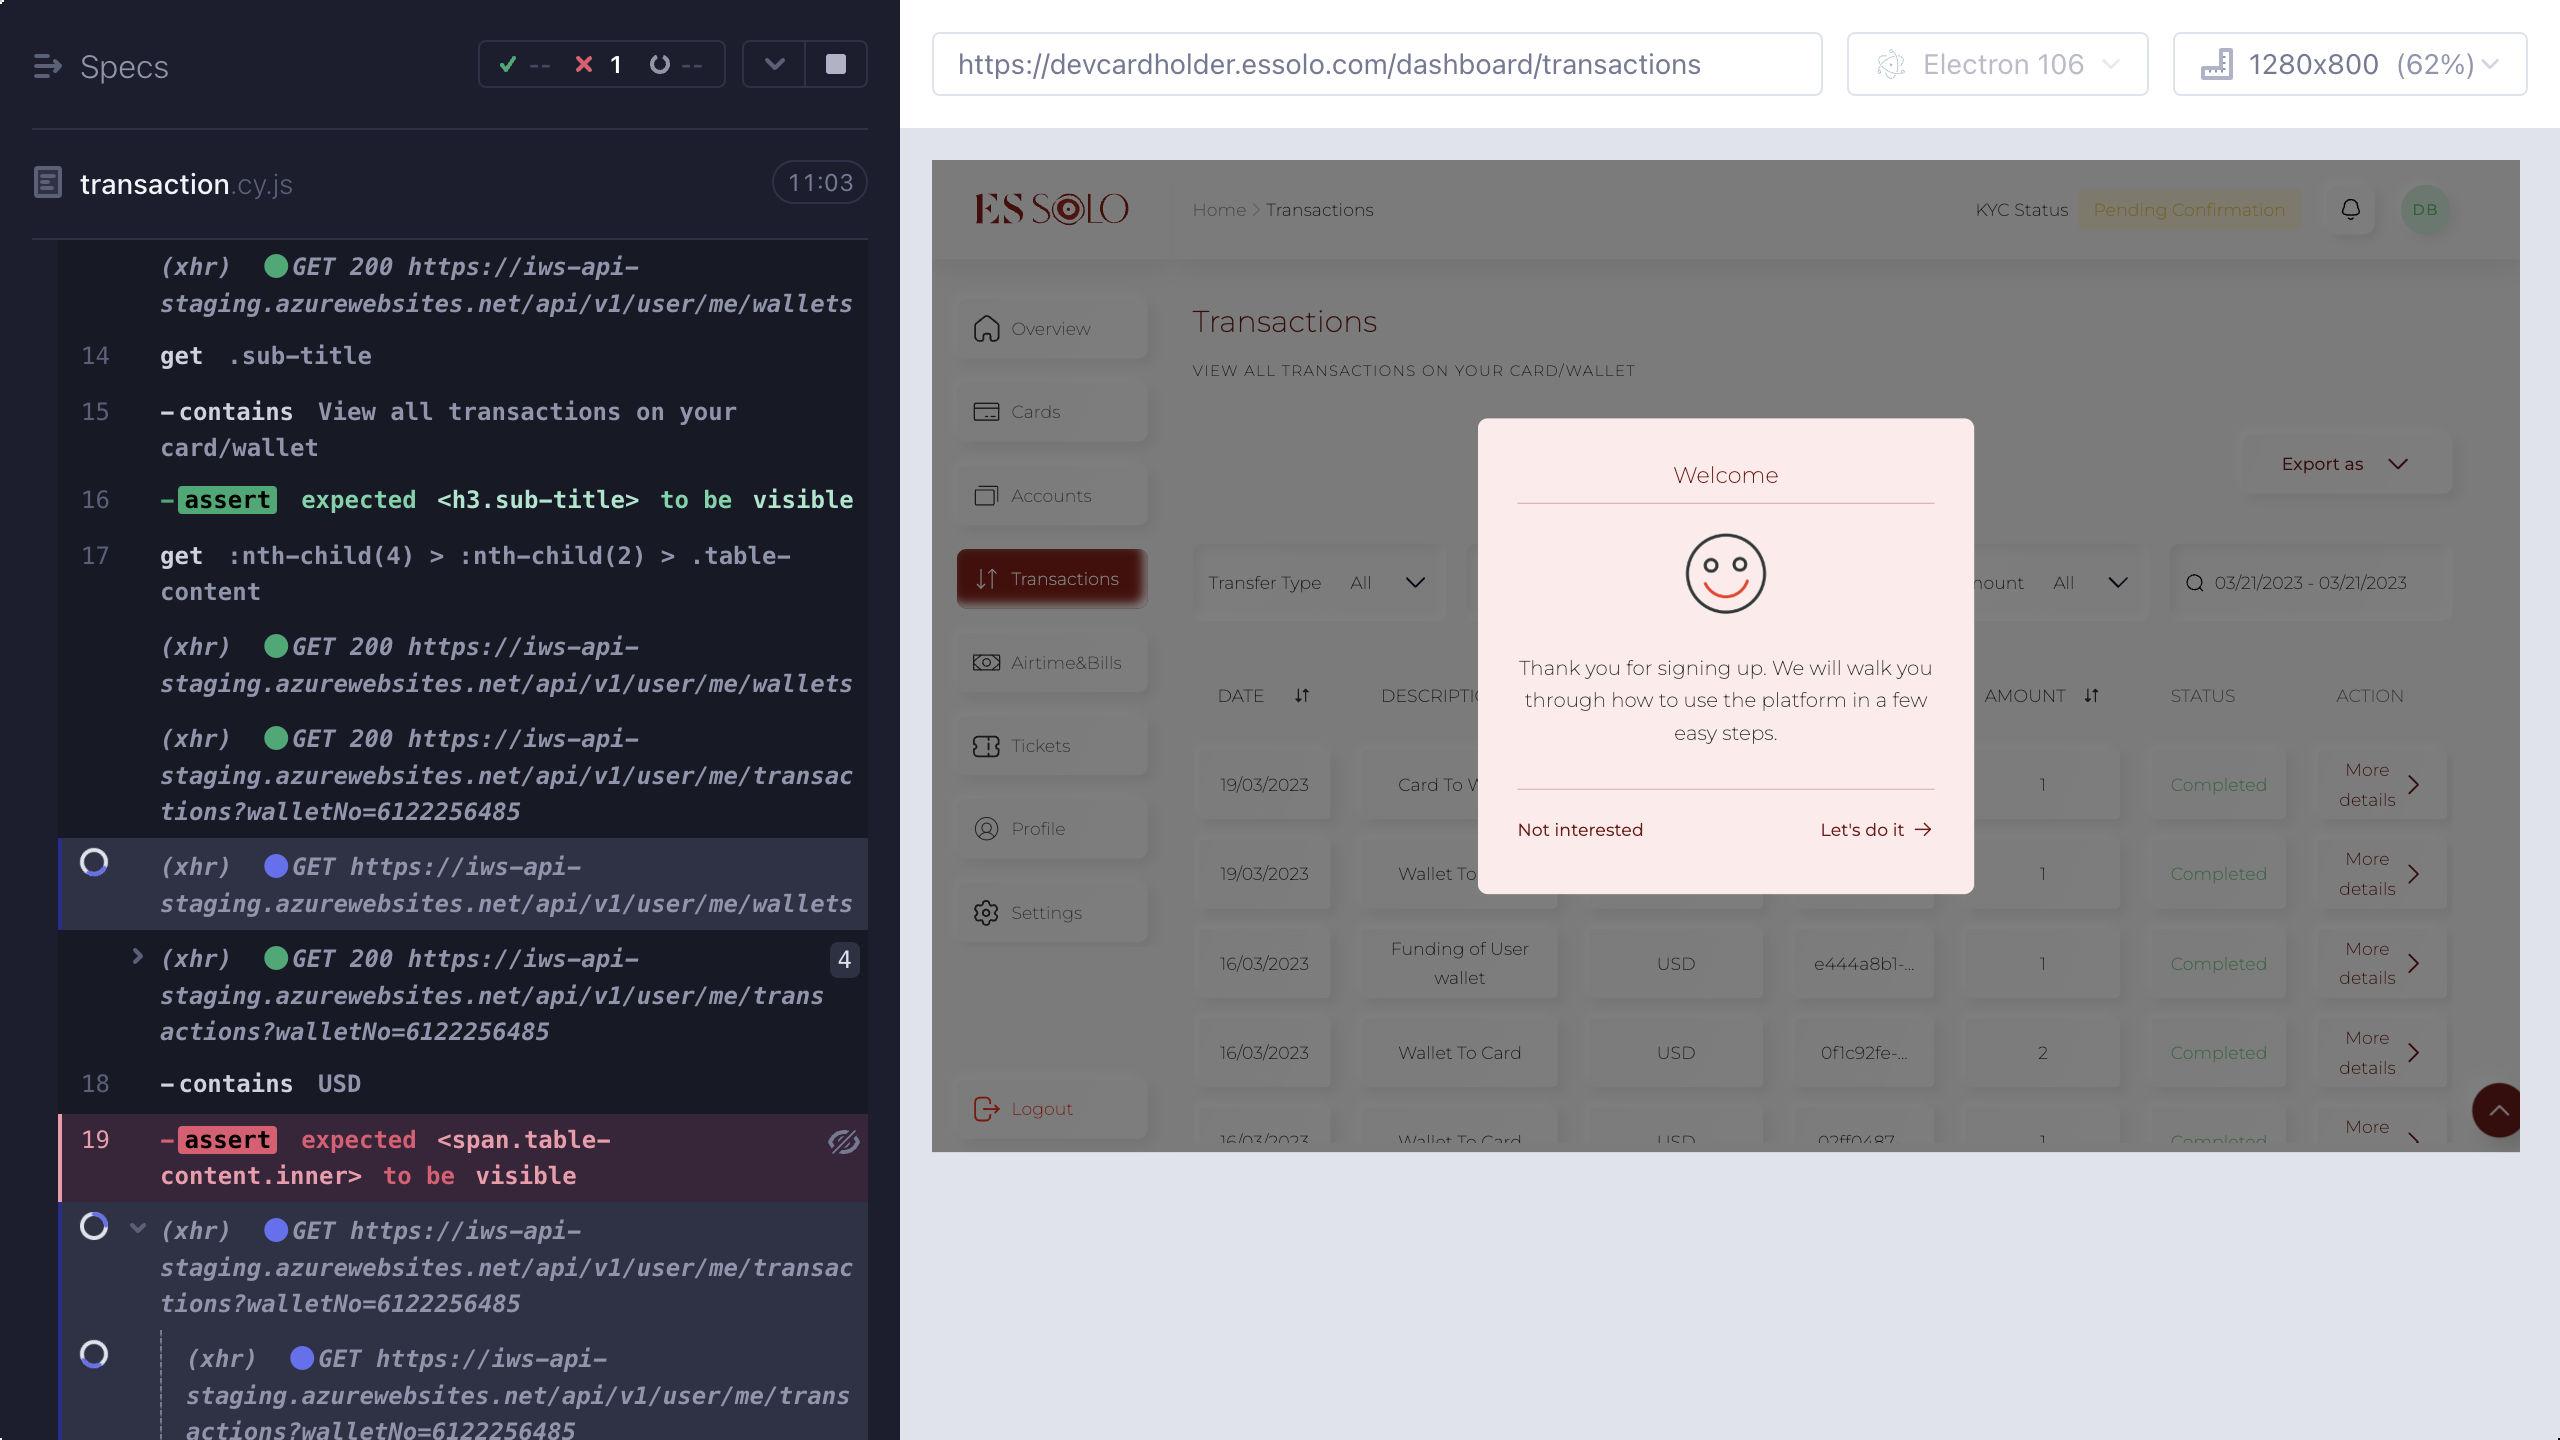 Specs
--
1
--
transaction.cy.js
11:03
(xhr) GET 200 https://iws-api-
staging.azurewebsites.net/api/v1/user/me/wallets
14 get .sub-title
15 -contains View all transactions on your
card/wallet
16 -assert expected <h3.sub-title> to be visible
17 get :nth-child(4) > :nth-child(2) > .table-
content
(xhr) GET 200 https://iws-api-
staging.azurewebsites.net/api/v1/user/me/wallets
(xhr) GET 200 https://iws-api-
staging.azurewebsites.net/api/v1/user/me/transac
tions?walletNo=6122256485
(xhr) GET https://iws-api-
staging.azurewebsites.net/api/v1/user/me/wallets
(xhr) GET 200 https://iws-api- 4
staging.azurewebsites.net/api/v1/user/me/trans
actions?walletNo=6122256485
18 -contains USD
19 -assert expected <span.table-
content.inner> to be visible
(xhr) GET https://iws-api-
staging.azurewebsites.net/api/v1/user/me/transac
tions?walletNo=6122256485
(xhr) GET https://iws-api-
staging.azurewebsites.net/api/v1/user/me/trans
actions?walletNo=6122256485
https://devcardholder.essolo.com/dashboard/transactions
Electron 106
1280x800 (62%)
ES SOLO
Home > Transactions
KYC Status Pending Confirmation
DB
Overview
Cards
Accounts
Transactions
Airtime&Bills
Tickets
Profile
Settings
Logout
Transactions
VIEW ALL TRANSACTIONS ON YOUR CARD/WALLET
Export as
Transfer Type All
All
03/21/2023 - 03/21/2023
DATE AMOUNT STATUS ACTION
19/03/2023 Card To 1 Completed More
details
19/03/2023 Wallet To 1 Completed More
details
16/03/2023 Funding of User
wallet USD e444a8b1-... 1 Completed More
details
16/03/2023 Wallet To Card USD 0f1c92fe-... 2 Completed More
details
16/03/2023 Wallet To Card USD 02ff0487... 1 Completed More
Welcome
Thank you for signing up. We will walk you
through how to use the platform in a few
easy steps.
Not interested
Let's do it